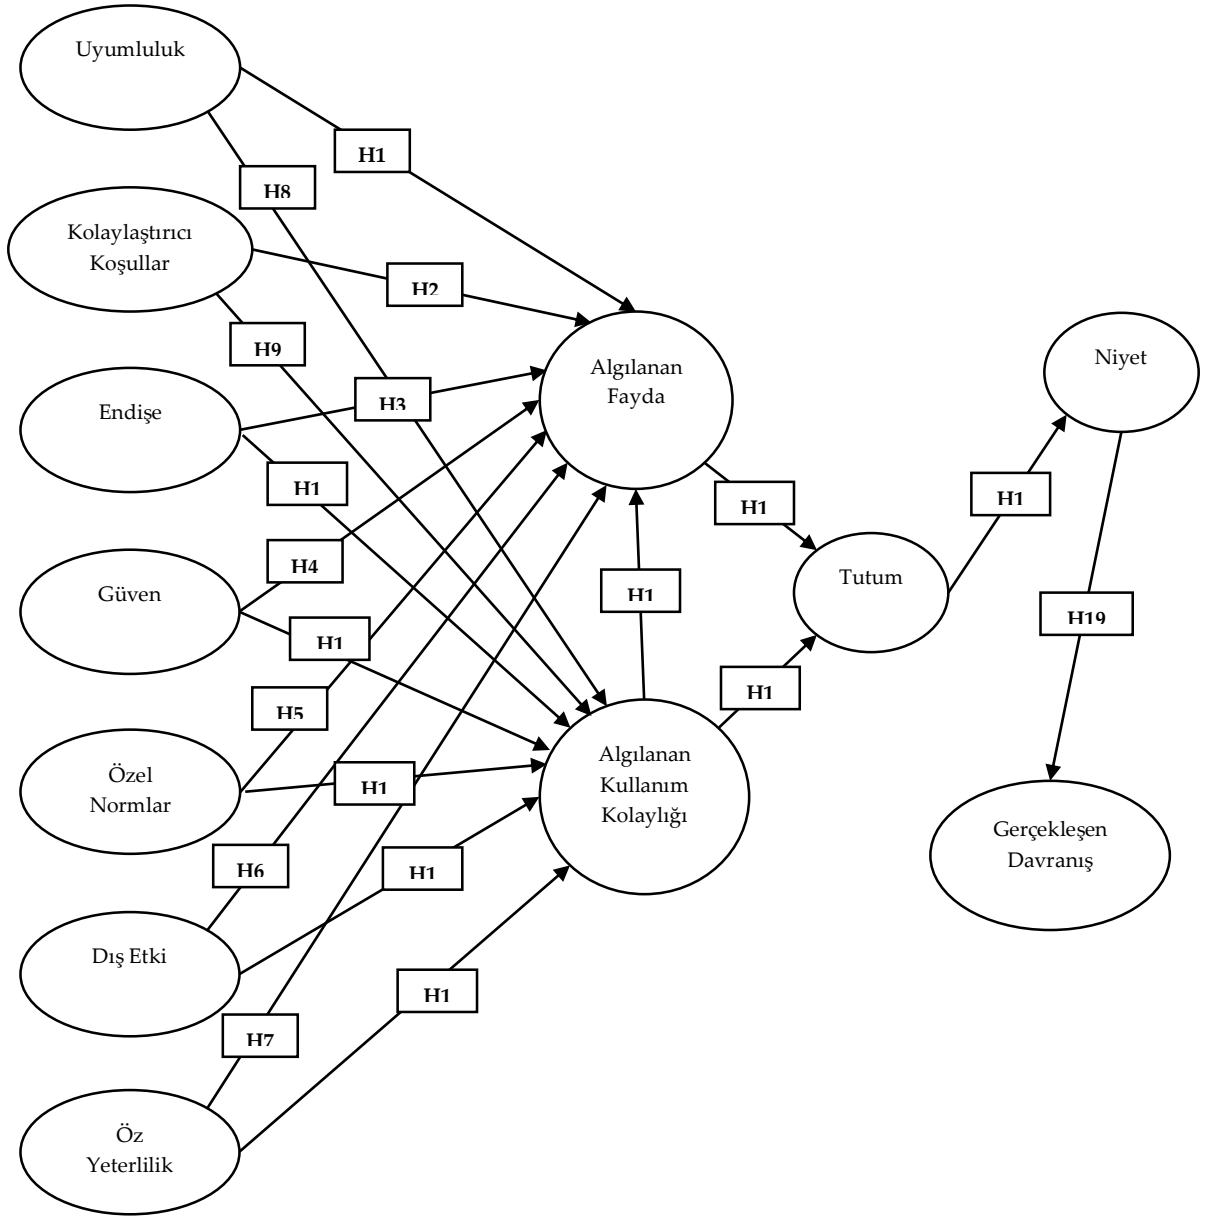 Uyumluluk
H1
H8
Kolaylaştırıcı
Koşullar
H2
H9
Endişe
H3
H1
Algılanan
Fayda
Niyet
H1
H1
Güven
H4
H1
H1
Tutum
H19
H5
H1
Özel
Normlar
H1
Algılanan
Kullanım
Kolaylığı
Gerçekleşen
Davranış
H6
H1
Dış Etki
H1
H7
Öz
Yeterlilik